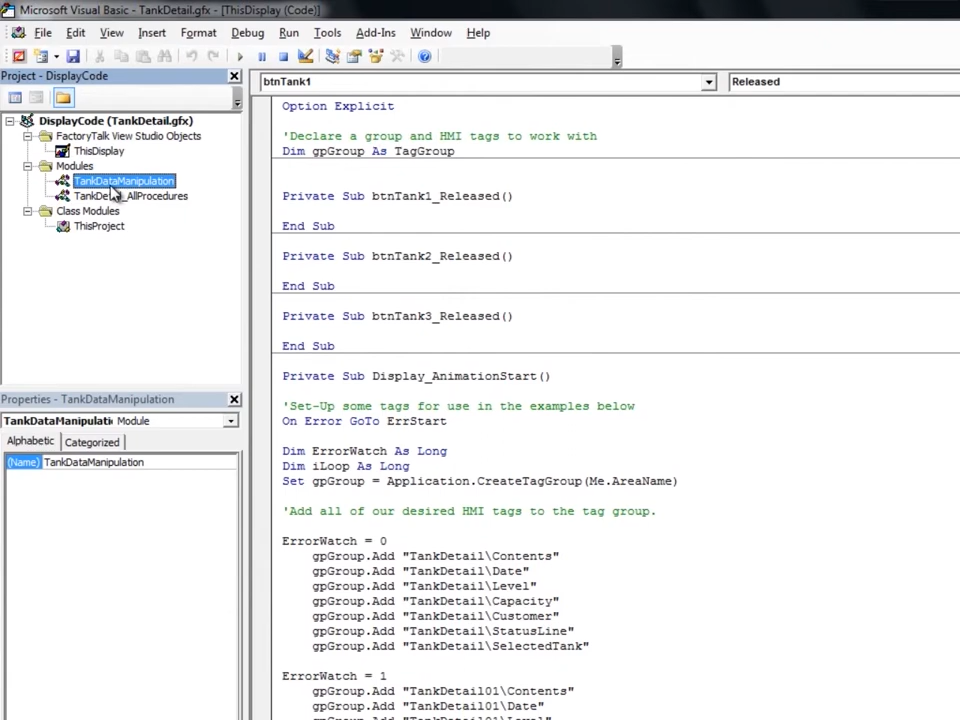 Microsoft Visual Basic - TankDetail.gfx - [ThisDisplay (Code)]
File Edit View Insert Format Debug Run Tools Add-Ins Window Help
Project - DisplayCode
DisplayCode (TankDetail.gfx)
FactoryTalk View Studio Objects
ThisDisplay
Modules
TankDataManipulation
_AllProcedures
Class Modules
ThisProject
Properties - TankDataManipulation
TankDataManipulati Module
Alphabetic Categorized
(Name) TankDataManipulation
btnTank1 Released
Option Explicit
'Declare a group and HMI tags to work with
Dim gpGroup As TagGroup
Private Sub btnTank1_Released()
End Sub
Private Sub btnTank2_Released()
End Sub
Private Sub btnTank3_Released()
End Sub
Private Sub Display_AnimationStart()
'Set-Up some tags for use in the examples below
On Error GoTo ErrStart
Dim ErrorWatch As Long
Dim iLoop As Long
Set gpGroup = Application.CreateTagGroup(Me.AreaName)
'Add all of our desired HMI tags to the tag group.
ErrorWatch = 0
gpGroup.Add "TankDetail\Contents"
gpGroup.Add "TankDetail\Date"
gpGroup.Add "TankDetail\Level"
gpGroup.Add "TankDetail\Capacity"
gpGroup.Add "TankDetail\Customer"
gpGroup.Add "TankDetail\StatusLine"
gpGroup.Add "TankDetail\SelectedTank"
ErrorWatch = 1
gpGroup.Add "TankDetail01\Contents"
gpGroup.Add "TankDetail01\Date"
gpGroup.Add "TankDetail01\Level"